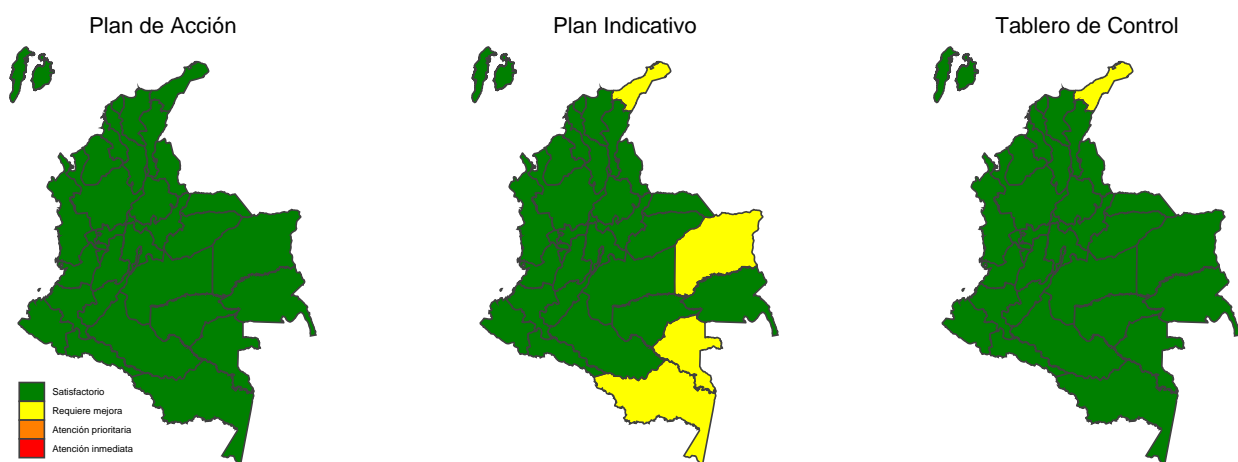 Plan de Acción
Plan Indicativo
Tablero de Control
Satisfactorio
Requiere mejora
Atención prioritaria
Atención inmediata